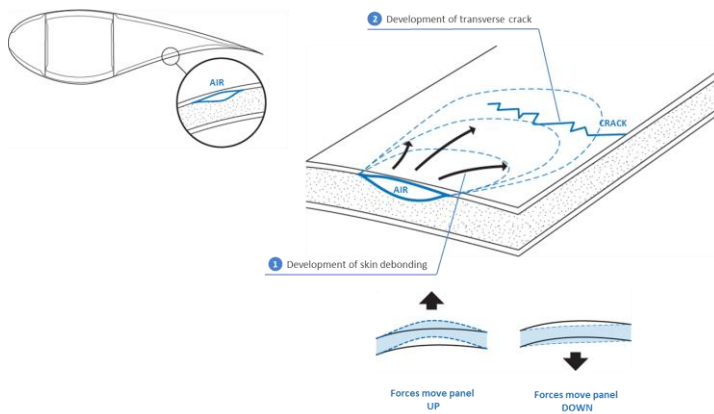 2 Development of transverse crack
AIR
CRACK
AIR
1 Development of skin debonding
Forces move panel
UP
Forces move panel
DOWN